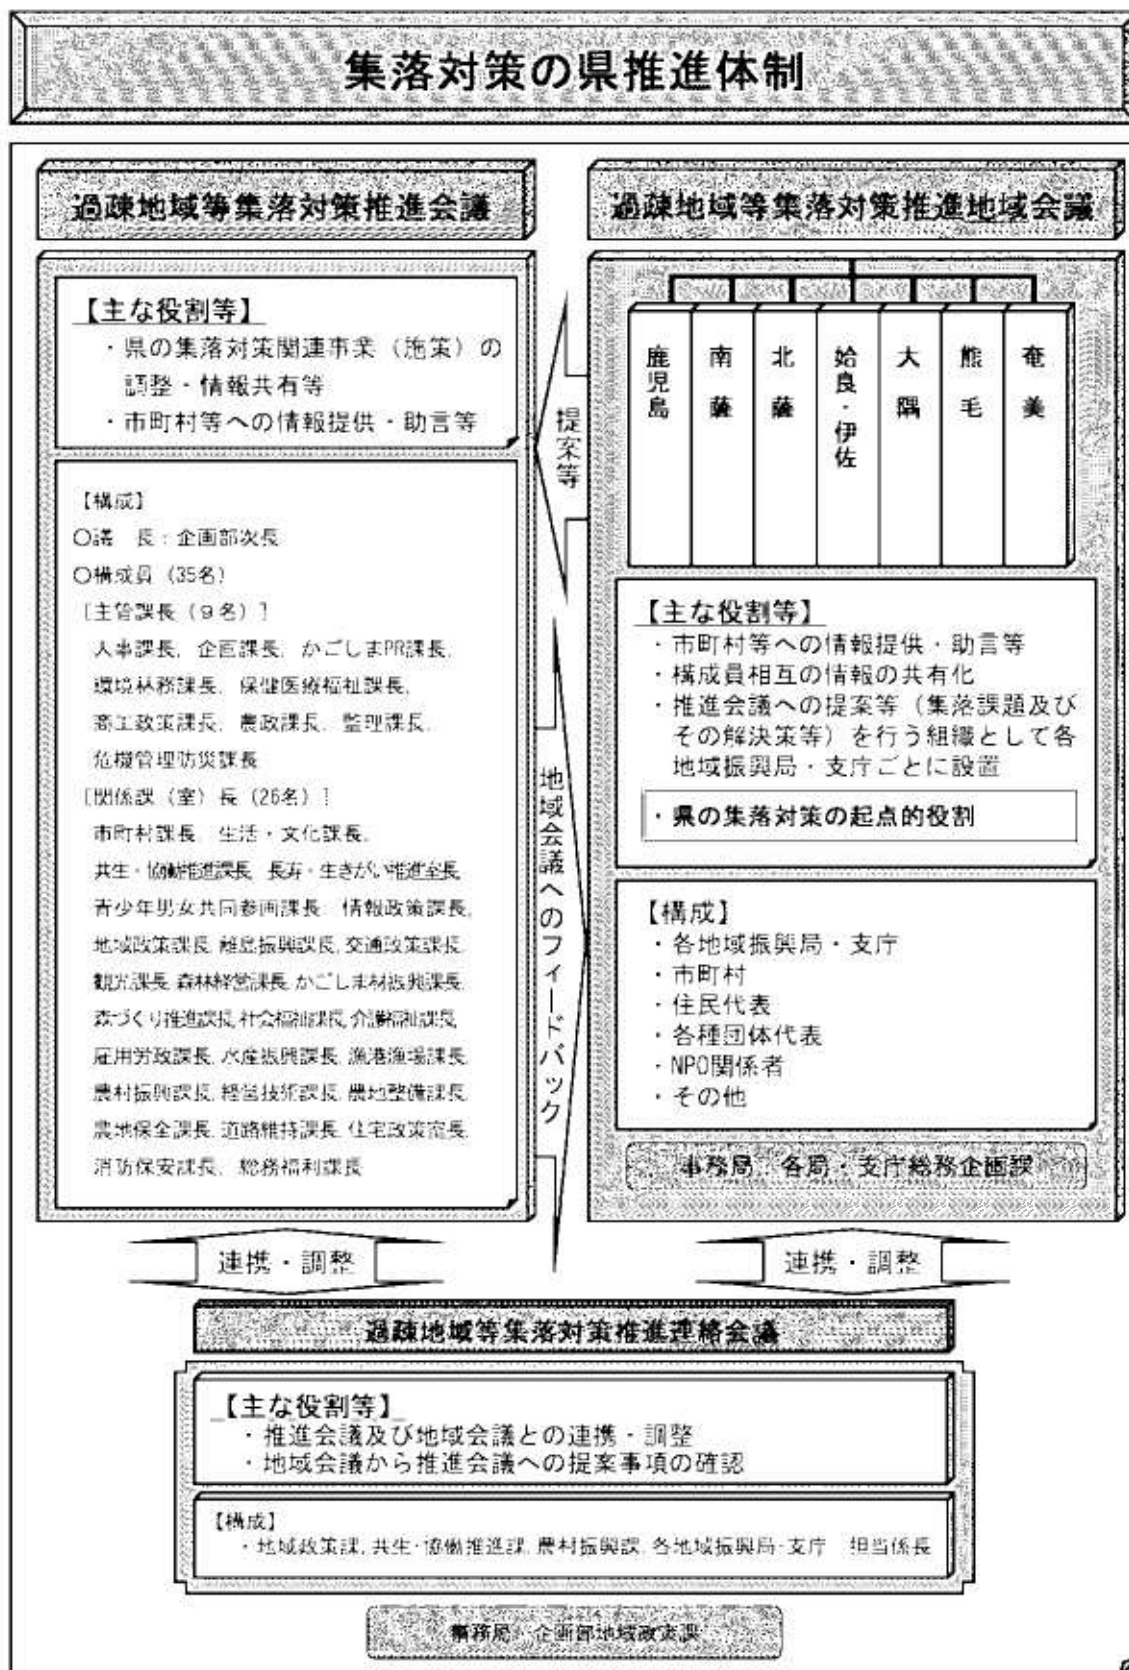 集落対策の県推進体制
過疎地域等集落対策推進会議
【主な役割等】
・県の集落対策関連事業（施策）の
調整・情報共有等
・市町村等への情報提供・助言等
【構成】
○議　長：企画部次長
○構成員（35名）
［主管課長（9名）］
人事課長，企画課長，かごしまPR課長，
環境林務課長，保健医療福祉課長，
商工政策課長，農政課長，監理課長，
危機管理防災課長
［関係課（室）長（26名）］
市町村課長，生活・文化課長，
共生・協働推進課長，長寿・生きがい推進室長，
青少年男女共同参画課長，情報政策課長，
地域政策課長，離島振興課長，交通政策課長，
観光課長，森林経営課長，かごしま材振興課長，
森づくり推進課長，社会福祉課長，介護福祉課長，
雇用労政課長，水産振興課長，漁港漁場課長，
農村振興課長，経営技術課長，農地整備課長，
農地保全課長，道路維持課長，住宅政策室長，
消防保安課長，総務福利課長
提案等
地域会議へのフィードバック
過疎地域等集落対策推進地域会議
鹿児島
南薩
北薩
姶良・伊佐
大隅
熊毛
奄美
【主な役割等】
・市町村等への情報提供・助言等
・構成員相互の情報の共有化
・推進会議への提案等（集落課題及び
その解決策等）を行う組織として各
地域振興局・支庁ごとに設置
・県の集落対策の起点的役割
【構成】
・各地域振興局・支庁
・市町村
・住民代表
・各種団体代表
・NPO関係者
・その他
事務局：各局・支庁総務企画課
連携・調整
連携・調整
過疎地域等集落対策推進連絡会議
【主な役割等】
・推進会議及び地域会議との連携・調整
・地域会議から推進会議への提案事項の確認
【構成】
・地域政策課，共生・協働推進課，農村振興課，各地域振興局・支庁　担当係長
事務局：企画部地域政策課